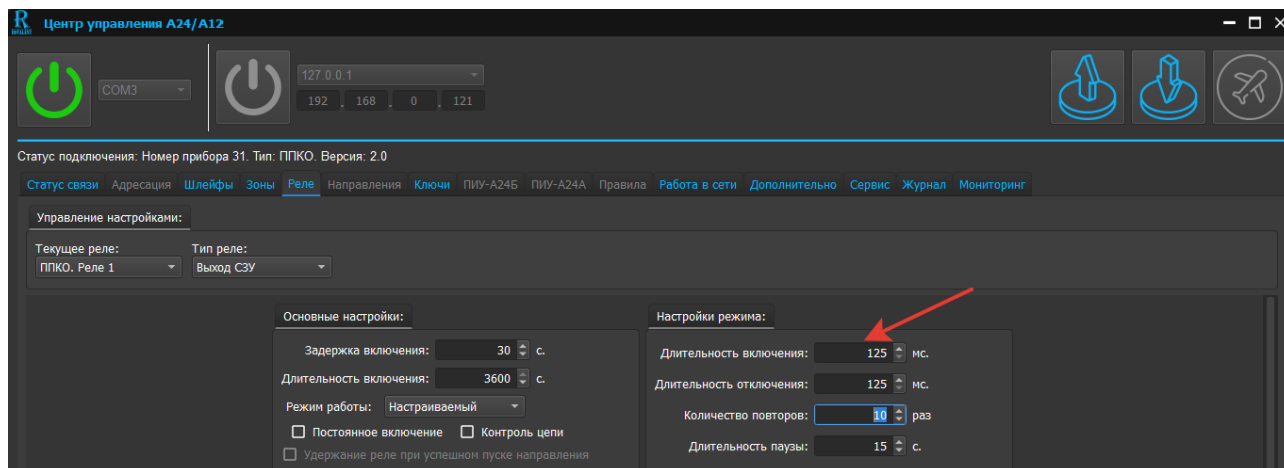 Центр управления А24/А12
COM3
127.0.0.1
192 . 168 . 0 . 121
Статус подключения: Номер прибора 31. Тип: ППКО. Версия: 2.0
Статус связи Адресация Шлейфы Зоны Реле Направления Ключи ПИУ-А24Б ПИУ-А24А Правила Работа в сети Дополнительно Сервис Журнал Мониторинг
Управление настройками:
Текущее реле: Тип реле:
ППКО. Реле 1 Выход СЗУ
Основные настройки: Настройки режима:
Задержка включения: 30 с. Длительность включения: 125 мс.
Длительность включения: 3600 с. Длительность отключения: 125 мс.
Режим работы: Настраиваемый Количество повторов: 10 раз
Постоянное включение Контроль цепи Длительность паузы: 15 с.
Удержание реле при успешном пуске направления